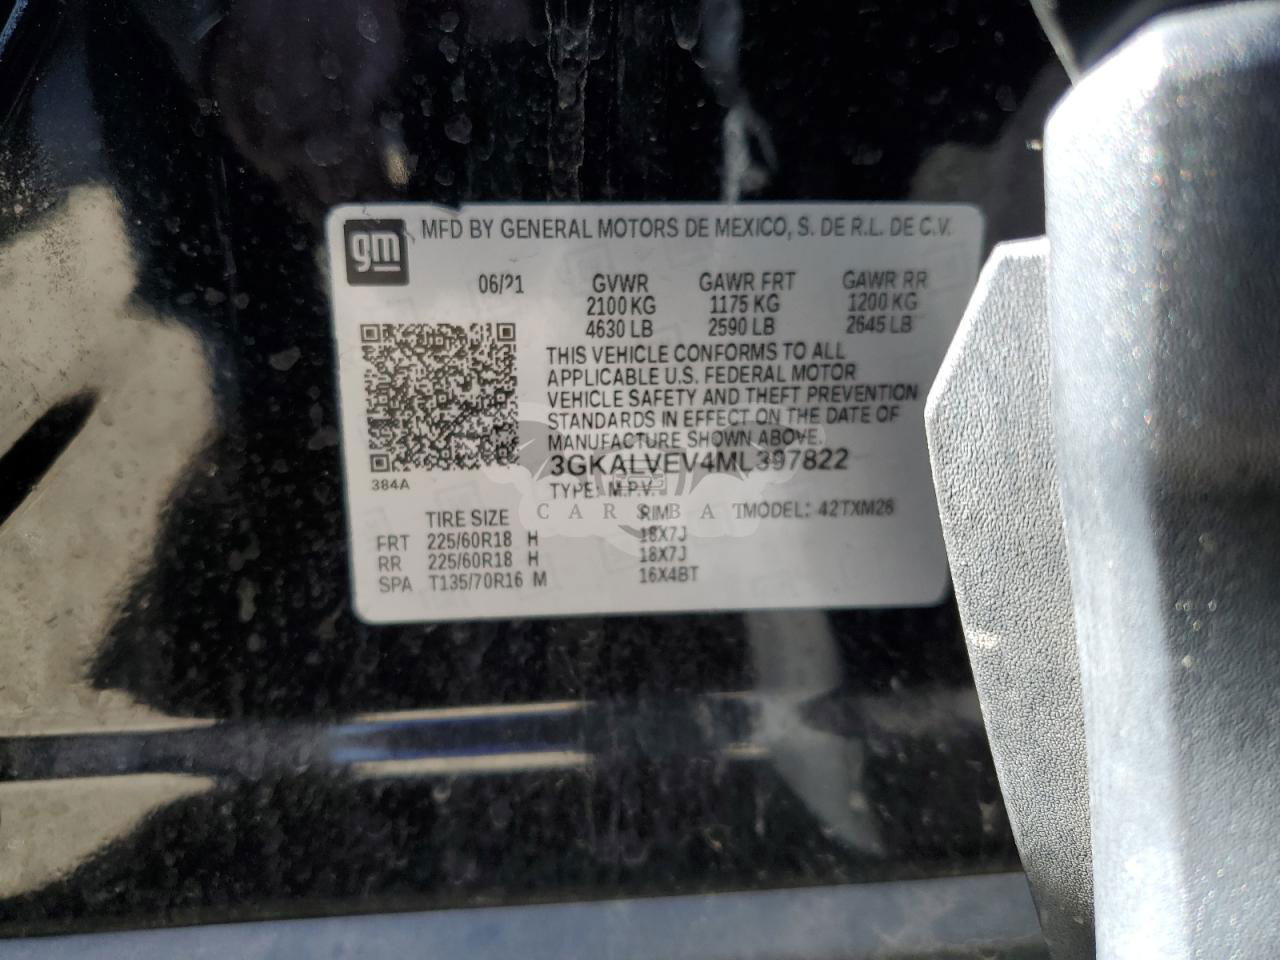 gm
MFD BY GENERAL MOTORS DE MEXICO, S. DE R.L. DE C.V.
06/21 GVWR GAWR FRT GAWR RR
2100 KG 1175 KG 1200 KG
4630 LB 2590 LB 2645 LB
THIS VEHICLE CONFORMS TO ALL
APPLICABLE U.S. FEDERAL MOTOR
VEHICLE SAFETY AND THEFT PREVENTION
STANDARDS IN EFFECT ON THE DATE OF
MANUFACTURE SHOWN ABOVE.
3GKALVEV4ML397822
384A
TYPE: M.P.V.
CARSBAT
TIRE SIZE RIM MODEL: 42TXM26
FRT 225/60R18 H 18X7J
RR 225/60R18 H 18X7J
SPA T135/70R16 M 16X4BT